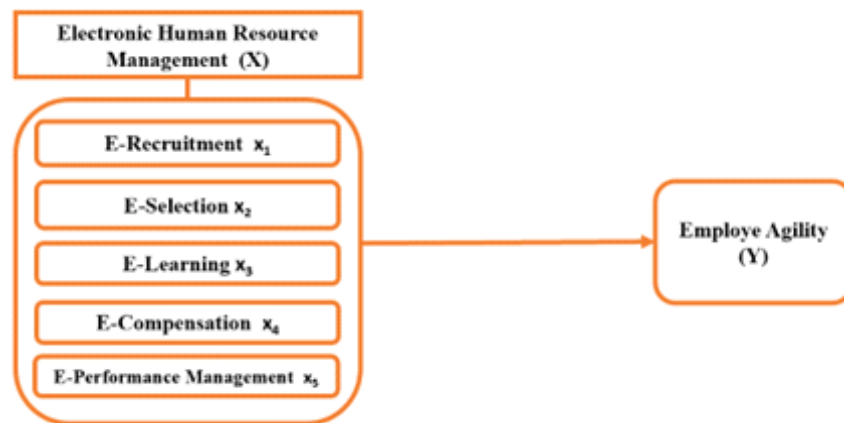 Electronic Human Resource
Management (X)
E-Recruitment x₁
E-Selection x₂
E-Learning x₃
E-Compensation x₄
E-Performance Management x₅
Employe Agility
(Y)